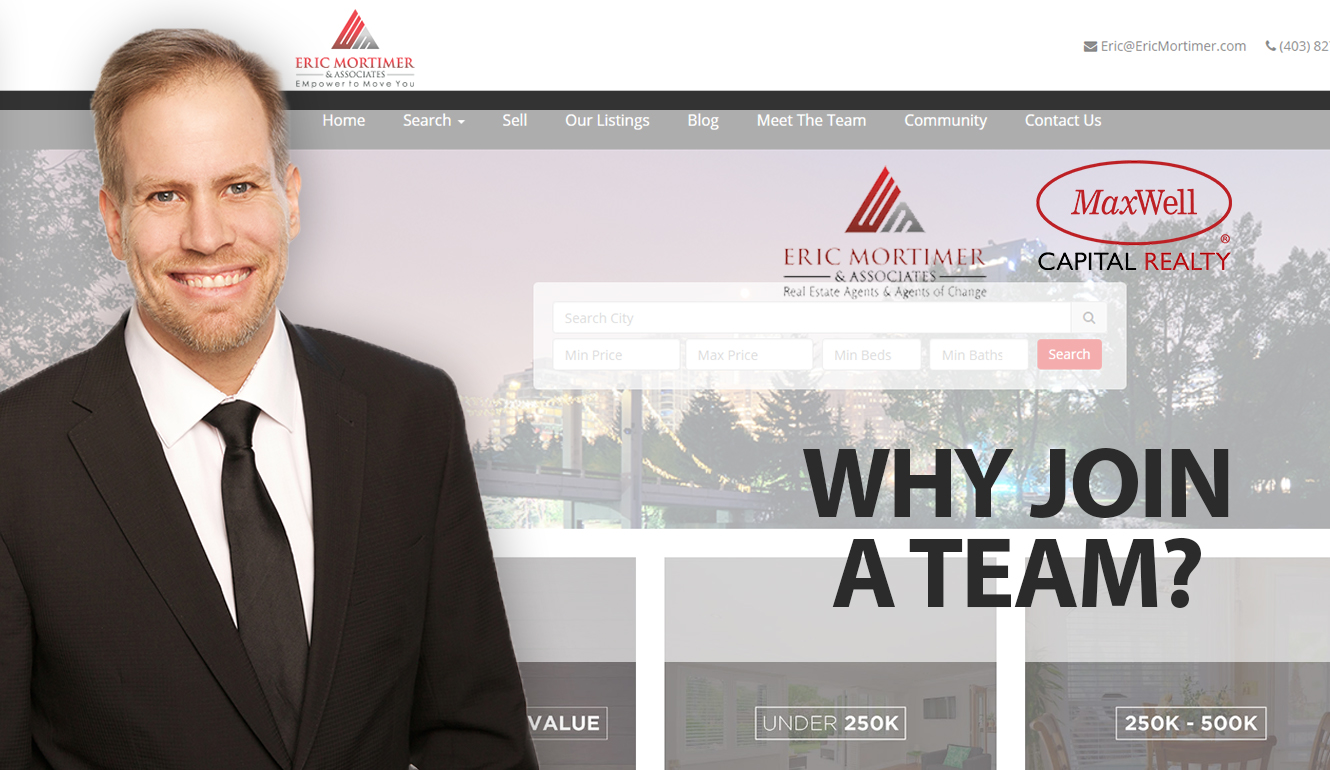 ERIC MORTIMER
& ASSOCIATES
EMpower to Move You
Eric@EricMortimer.com (403) 82
Home Search Sell Our Listings Blog Meet The Team Community Contact Us
ERIC MORTIMER
& ASSOCIATES
Real Estate Agents & Agents of Change
MaxWell
®
CAPITAL REALTY
Search City
Min Price Max Price Min Beds Min Baths Search
WHY JOIN
A TEAM?
VALUE UNDER 250K 250K - 500K